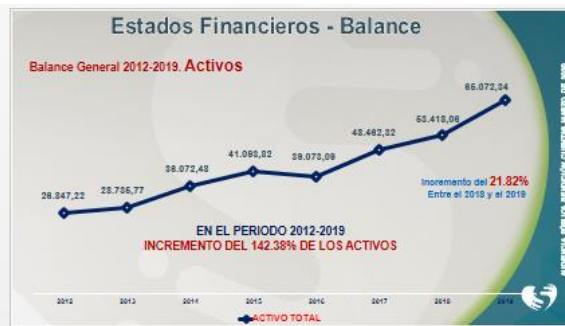 Estados Financieros - Balance
Balance General 2012-2019. Activos
65.072,34
53.418,06
48.462,32
41.093,82
39.073,09
36.072,48
28.735,77
26.847,22
Incremento del 21.82%
Entre el 2018 y el 2019
EN EL PERIODO 2012-2019
INCREMENTO DEL 142.38% DE LOS ACTIVOS
2012 2013 2014 2015 2016 2017 2018 2019
ACTIVO TOTAL